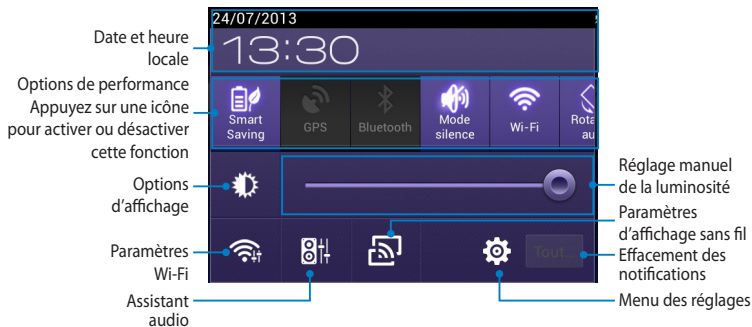 24/07/2013
13:30
Date et heure
locale
Options de performance
Appuyez sur une icône
pour activer ou désactiver
cette fonction
Smart
Saving
GPS
Bluetooth
Mode
silence
Wi-Fi
Rota
au
Options
d'affichage
Réglage manuel
de la luminosité
Paramètres
d'affichage sans fil
Effacement des
notifications
Tout...
Paramètres
Wi-Fi
Menu des réglages
Assistant
audio